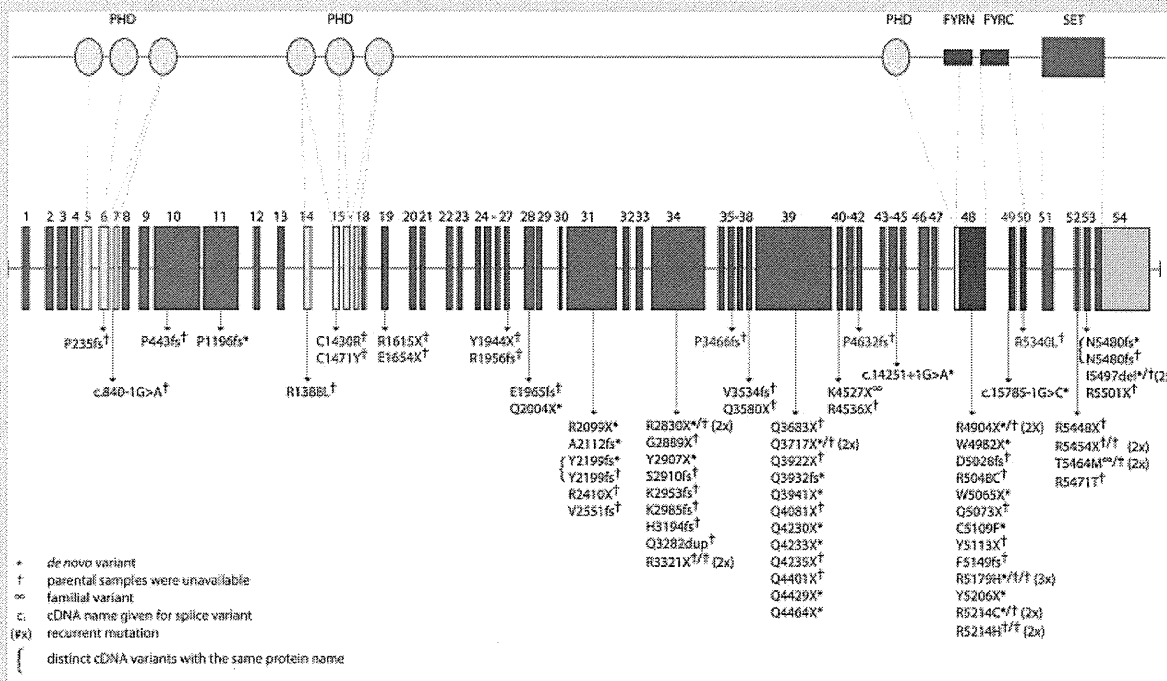 PHD PHD PHD FYRN FYRC SET
1 2 3 4 5 6 7 8 9 10 11 12 13 14 15 - 18 19 20 21 22 23 24 - 27 28 29 30 31 32 33 34 35-38 39 40-42 43-45 46-47 48 49 50 51 52 53 54
P235fs†
c.840-1G>A†
P443fs†
P1196fs*
R1388L†
C1430R†
C1471Y†
R1615X†
E1654X†
Y1944X†
R1956fs†
E1965fs†
Q2004X*
R2099X*
A2112fs*
{ Y2199fs*
Y2199fs†
R2410X†
V2551fs†
R2830X*/† (2x)
G2889X†
Y2907X*
S2910fs†
K2953fs†
K2985fs†
H3194fs†
Q3282dup†
R3321X†/† (2x)
P3466fs†
V3534fs†
Q3580X†
Q3683X†
Q3717X*/† (2x)
Q3922X†
Q3932fs*
Q3941X*
Q4081X†
Q4230X*
Q4233X*
Q4235X†
Q4401X†
Q4429X*
Q4464X*
K4527X∞
R4536X†
P4632fs†
c.14251+1G>A*
R4904X*/† (2X)
W4982X*
D5028fs†
R5048C†
W5065X*
Q5073X†
C5109F*
Y5113X†
F5149fs†
R5179H*/†/† (3x)
Y5206X*
R5214C*/† (2x)
R5214H†/† (2x)
c.15785-1G>C*
R5340L†
R5448X†
R5454X†/† (2x)
T5464M∞/† (2x)
R5471T†
{ N5480fs*
N5480fs†
I5497del*/†(2x
R5501X†
* de novo variant
† parental samples were unavailable
∞ familial variant
c. cDNA name given for splice variant
(#x) recurrent mutation
{ distinct cDNA variants with the same protein name